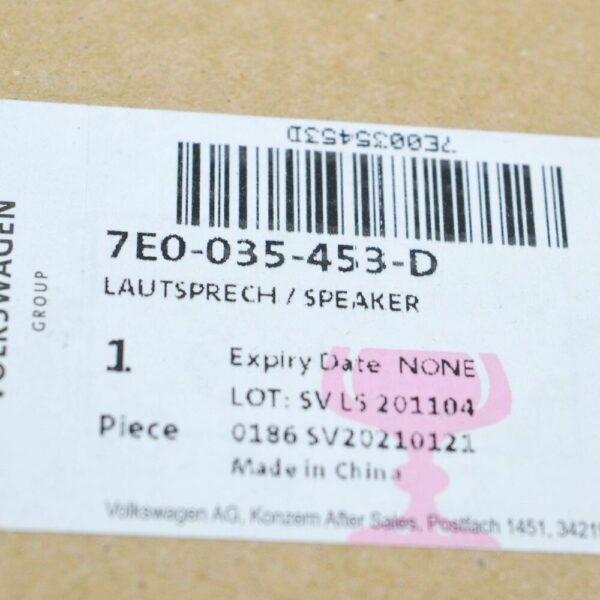 7E0035453D
7E0-035-453-D
LAUTSPRECH / SPEAKER
1
Piece
Expiry Date NONE
LOT: SV LS 201104
0186 SV20210121
Made in China
Volkswagen AG, Konzern After Sales, Postfach 1451, 3421
VOLKSWAGEN
GROUP